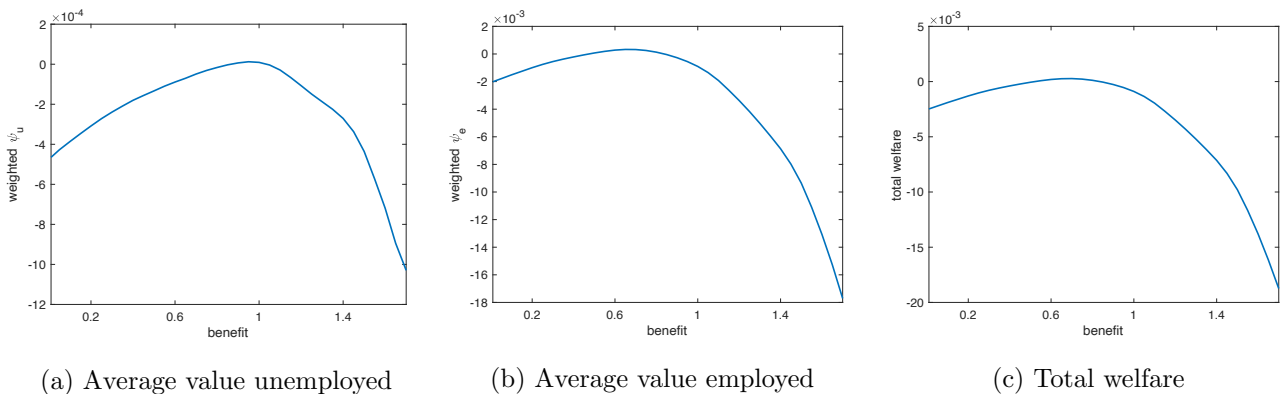 ×10⁻⁴
2
0
-2
-4
-6
-8
-10
-12
0.2 0.6 1 1.4
benefit
weighted ψ_u
(a) Average value unemployed
×10⁻³
2
0
-2
-4
-6
-8
-10
-12
-14
-16
-18
0.2 0.6 1 1.4
benefit
weighted ψ_e
(b) Average value employed
×10⁻³
5
0
-5
-10
-15
-20
0.2 0.6 1 1.4
benefit
total welfare
(c) Total welfare